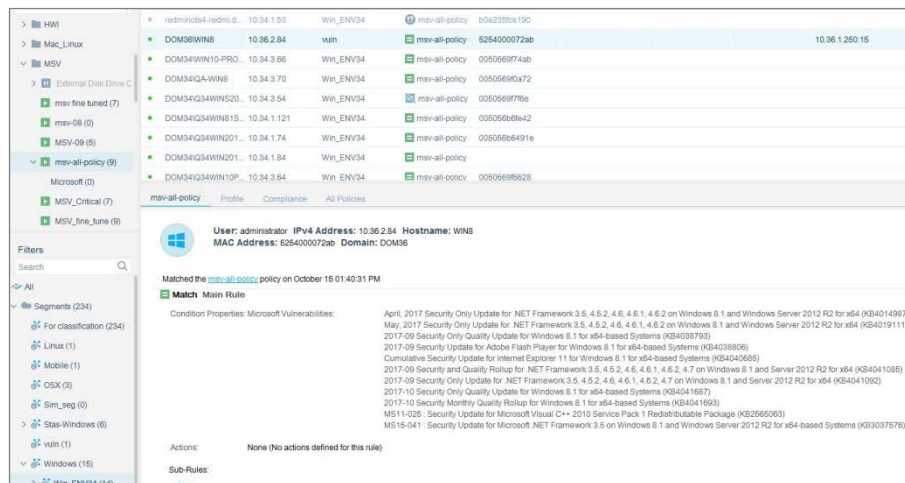 HWI
Mac_Linux
MSV
External Disk Drive C
msv fine tuned (7)
msv-08 (0)
MSV-09 (5)
msv-all-policy (9)
Microsoft (0)
MSV_Critical (7)
MSV_fine_tune (9)
Filters
Search
All
Segments (234)
For classification (234)
Linux (1)
Mobile (1)
OSX (3)
Sim_seg (0)
Stas-Windows (6)
vuln (1)
Windows (15)
redminote4-redmi.d... 10.34.1.53 Win_ENV34 msv-all-policy b0e235fce190
DOM36\WIN8 10.36.2.84 vuln msv-all-policy 5254000072ab 10.36.1.250:15
DOM34\WIN10-PRO... 10.34.3.66 Win_ENV34 msv-all-policy 0050569f74ab
DOM34\QA-WIN8 10.34.3.70 Win_ENV34 msv-all-policy 0050569f0a72
DOM34\Q34WINS20... 10.34.3.54 Win_ENV34 msv-all-policy 0050569f7f6e
DOM34\Q34WIN81S... 10.34.1.121 Win_ENV34 msv-all-policy 005056b6fe42
DOM34\Q34WIN201... 10.34.1.74 Win_ENV34 msv-all-policy 005056b6491e
DOM34\Q34WIN201... 10.34.1.84 Win_ENV34 msv-all-policy
DOM34\Q34WIN10P... 10.34.3.64 Win_ENV34 msv-all-policy 0050569f6628
msv-all-policy Profile Compliance All Policies
User: administrator IPv4 Address: 10.36.2.84 Hostname: WIN8
MAC Address: 5254000072ab Domain: DOM36
Matched the msv-all-policy policy on October 15 01:40:31 PM
Match Main Rule
Condition Properties: Microsoft Vulnerabilities:
April, 2017 Security Only Update for .NET Framework 3.5, 4.5.2, 4.6, 4.6.1, 4.6.2 on Windows 8.1 and Windows Server 2012 R2 for x64 (KB4014987
May, 2017 Security Only Update for .NET Framework 3.5, 4.5.2, 4.6, 4.6.1, 4.6.2 on Windows 8.1 and Windows Server 2012 R2 for x64 (KB4019111
2017-09 Security Only Quality Update for Windows 8.1 for x64-based Systems (KB4038793)
2017-09 Security Update for Adobe Flash Player for Windows 8.1 for x64-based Systems (KB4038806)
Cumulative Security Update for Internet Explorer 11 for Windows 8.1 for x64-based Systems (KB4040685)
2017-09 Security and Quality Rollup for .NET Framework 3.5, 4.5.2, 4.6, 4.6.1, 4.6.2, 4.7 on Windows 8.1 and Server 2012 R2 for x64 (KB4041085)
2017-09 Security Only Update for .NET Framework 3.5, 4.5.2, 4.6, 4.6.1, 4.6.2, 4.7 on Windows 8.1 and Server 2012 R2 for x64 (KB4041092)
2017-10 Security Only Quality Update for Windows 8.1 for x64-based Systems (KB4041687)
2017-10 Security Monthly Quality Rollup for Windows 8.1 for x64-based Systems (KB4041693)
MS11-025 : Security Update for Microsoft Visual C++ 2010 Service Pack 1 Redistributable Package (KB2565063)
MS16-041 : Security Update for Microsoft .NET Framework 3.5 on Windows 8.1 and Windows Server 2012 R2 for x64-based Systems (KB3037576)
Actions: None (No actions defined for this rule)
Sub-Rules: